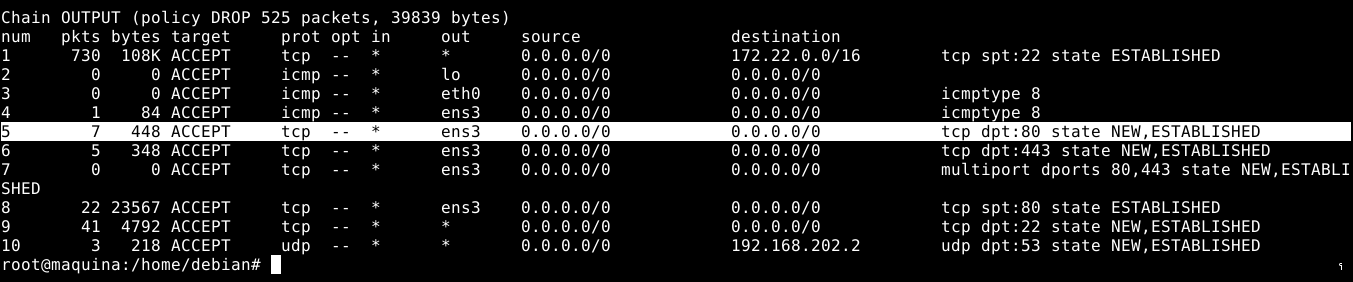 Chain OUTPUT (policy DROP 525 packets, 39839 bytes)
num   pkts bytes target     prot opt in     out     source               destination
1      730  108K ACCEPT     tcp  --  *      *       0.0.0.0/0            172.22.0.0/16        tcp spt:22 state ESTABLISHED
2        0     0 ACCEPT     icmp --  *      lo      0.0.0.0/0            0.0.0.0/0
3        0     0 ACCEPT     icmp --  *      eth0    0.0.0.0/0            0.0.0.0/0            icmptype 8
4        1    84 ACCEPT     icmp --  *      ens3    0.0.0.0/0            0.0.0.0/0            icmptype 8
5        7   448 ACCEPT     tcp  --  *      ens3    0.0.0.0/0            0.0.0.0/0            tcp dpt:80 state NEW,ESTABLISHED
6        5   348 ACCEPT     tcp  --  *      ens3    0.0.0.0/0            0.0.0.0/0            tcp dpt:443 state NEW,ESTABLISHED
7        0     0 ACCEPT     tcp  --  *      ens3    0.0.0.0/0            0.0.0.0/0            multiport dports 80,443 state NEW,ESTABLI
SHED
8       22 23567 ACCEPT     tcp  --  *      ens3    0.0.0.0/0            0.0.0.0/0            tcp spt:80 state ESTABLISHED
9       41  4792 ACCEPT     tcp  --  *      *       0.0.0.0/0            0.0.0.0/0            tcp dpt:22 state NEW,ESTABLISHED
10       3   218 ACCEPT     udp  --  *      *       0.0.0.0/0            192.168.202.2        udp dpt:53 state NEW,ESTABLISHED
root@maquina:/home/debian#